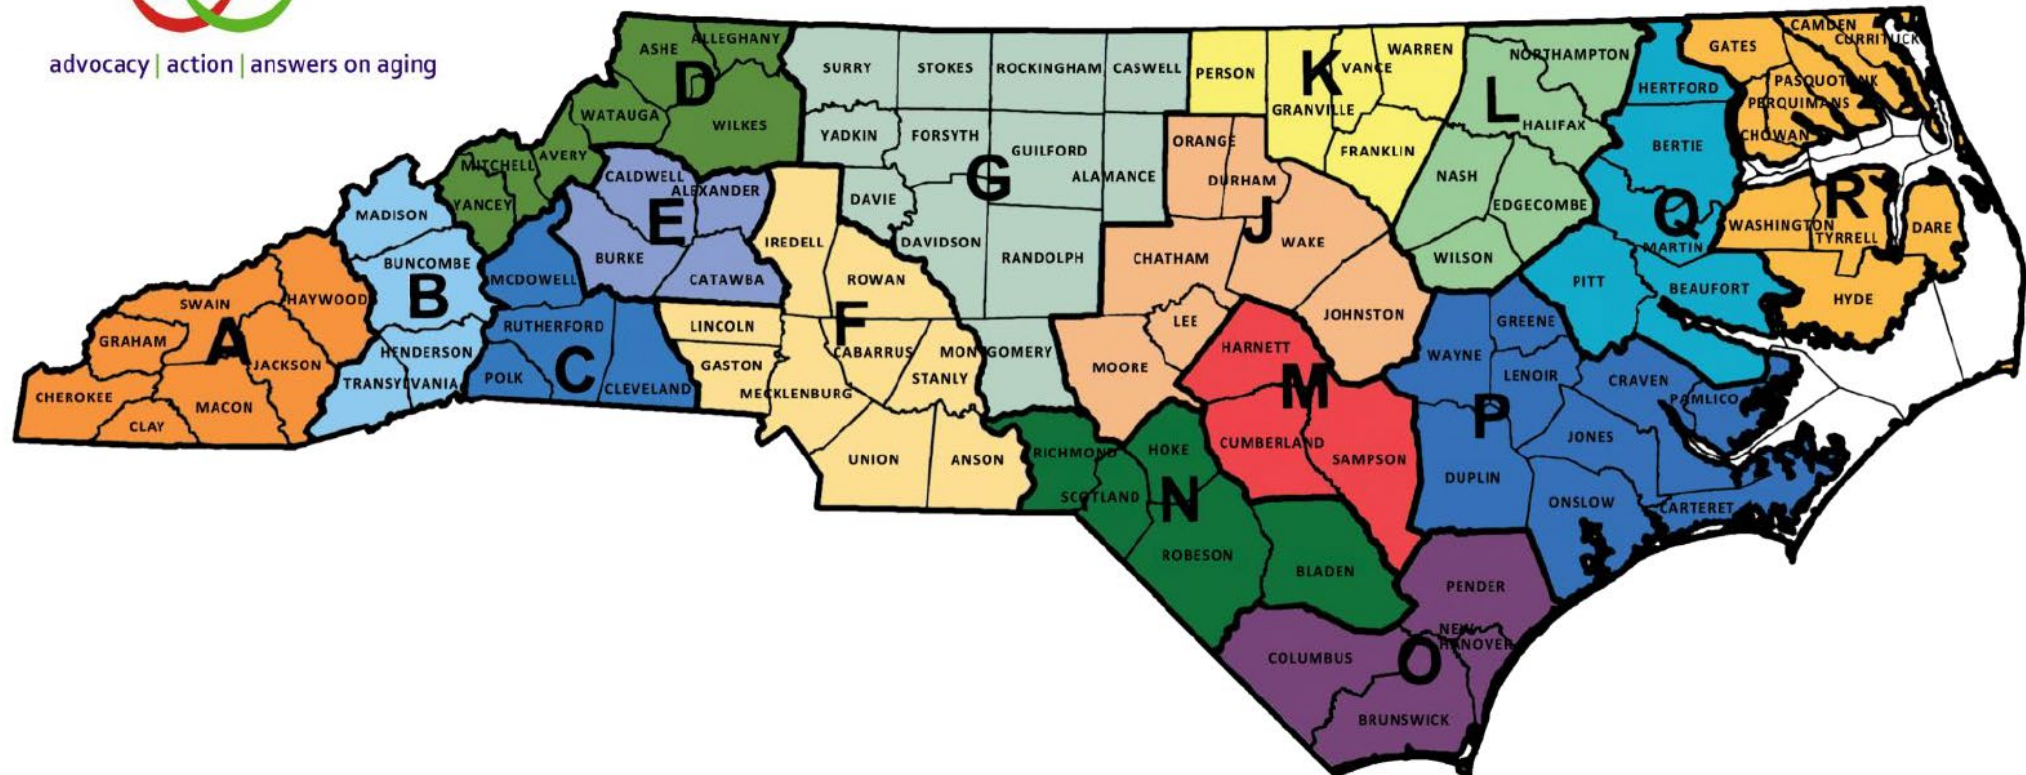 advocacy | action | answers on aging
ASHE
ALLEGHANY
D
WATAUGA
WILKES
MITCHELL
AVERY
YANCEY
SURRY
STOKES
ROCKINGHAM
CASWELL
YADKIN
FORSYTH
GUILFORD
ALAMANCE
G
DAVIE
DAVIDSON
RANDOLPH
MONTGOMERY
PERSON
K
VANCE
WARREN
GRANVILLE
FRANKLIN
NORTHAMPTON
L
HALIFAX
NASH
EDGECOMBE
WILSON
HERTFORD
BERTIE
Q
MARTIN
PITT
BEAUFORT
GATES
CAMDEN
CURRITUCK
PASQUOTANK
PERQUIMANS
CHOWAN
R
WASHINGTON
TYRRELL
DARE
HYDE
ORANGE
DURHAM
J
WAKE
CHATHAM
LEE
JOHNSTON
MOORE
CALDWELL
ALEXANDER
E
BURKE
CATAWBA
MADISON
BUNCOMBE
B
HENDERSON
TRANSYLVANIA
SWAIN
HAYWOOD
GRAHAM
A
JACKSON
CHEROKEE
MACON
CLAY
MCDOWELL
RUTHERFORD
POLK
C
CLEVELAND
IREDELL
ROWAN
F
LINCOLN
CABARRUS
GASTON
STANLY
MECKLENBURG
UNION
ANSON
HARNETT
M
CUMBERLAND
SAMPSON
GREENE
WAYNE
LENOIR
CRAVEN
PAMLICO
P
JONES
DUPLIN
ONSLOW
CARTERET
RICHMOND
HOKE
SCOTLAND
N
ROBESON
BLADEN
PENDER
NEW
HANOVER
COLUMBUS
O
BRUNSWICK